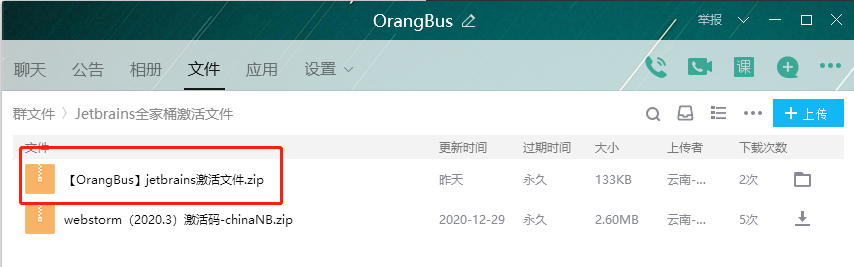 OrangBus
举报
聊天 公告 相册 文件 应用 设置
课
群文件 〉Jetbrains全家桶激活文件
+ 上传
文件 更新时间 过期时间 大小 上传者 下载次数
【OrangBus】jetbrains激活文件.zip 昨天 永久 133KB 云南-... 2次
webstorm（2020.3）激活码-chinaNB.zip 2020-12-29 永久 2.60MB 云南-... 5次